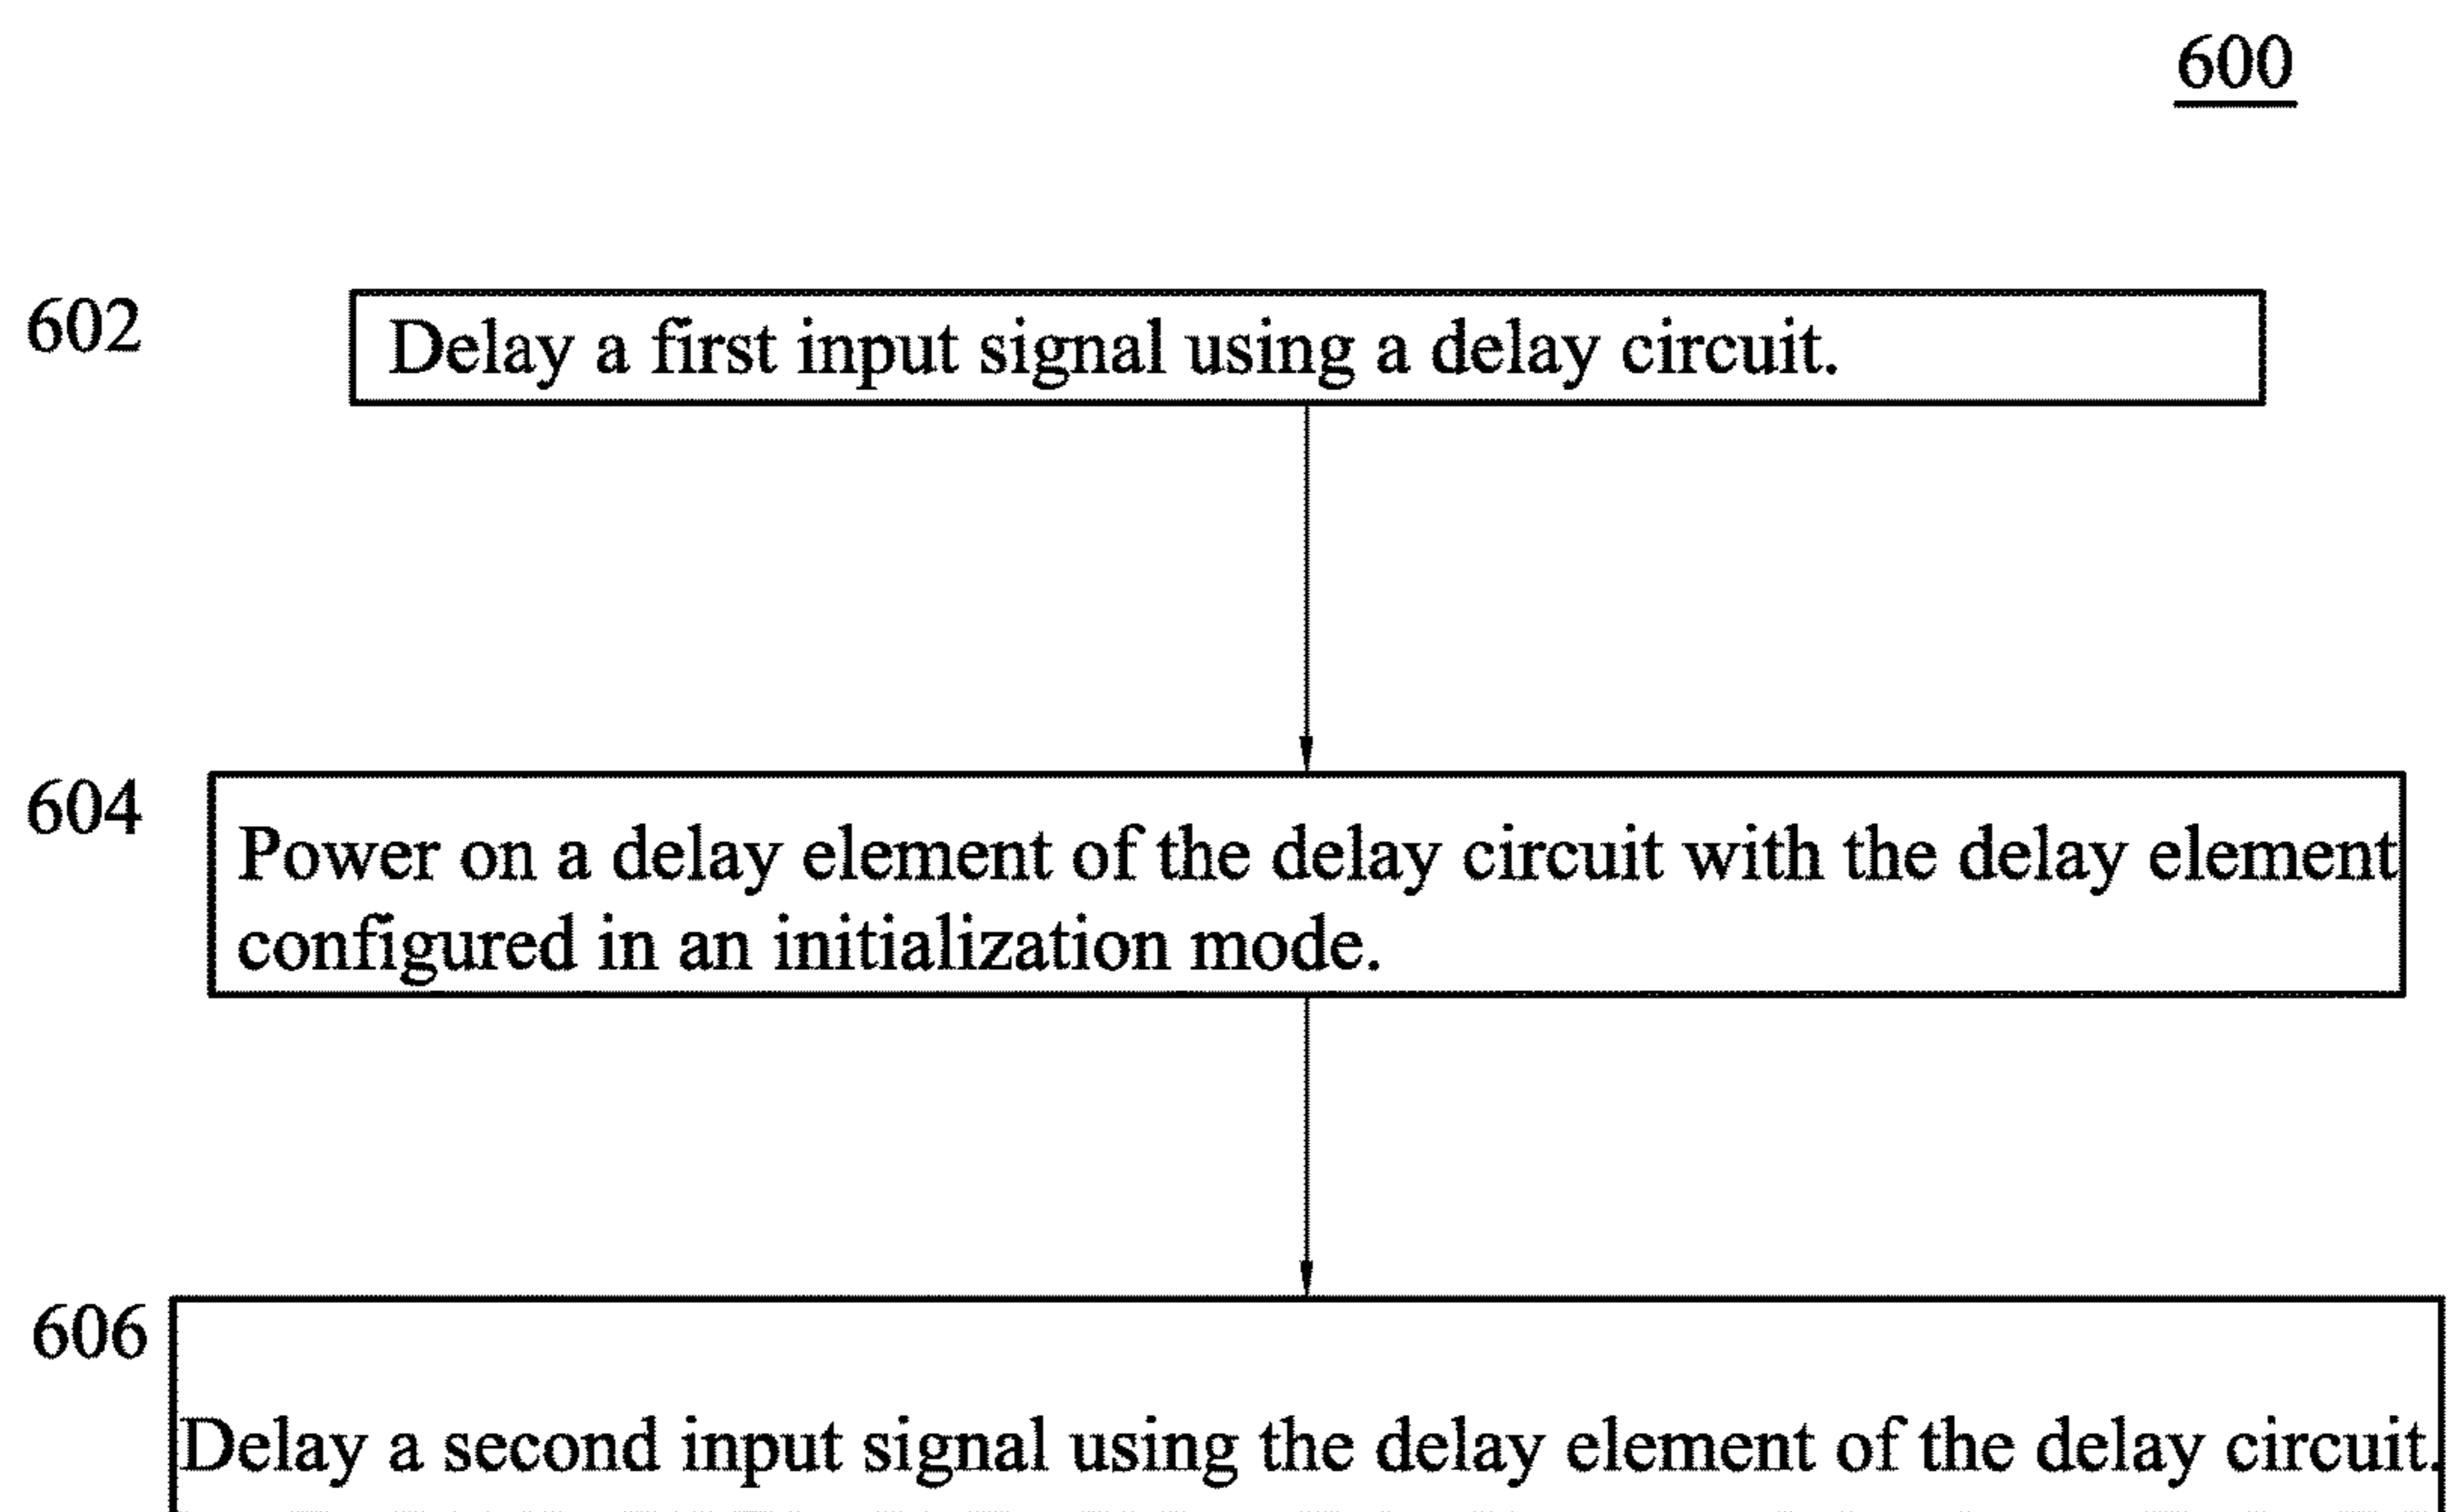 600
602
Delay a first input signal using a delay circuit.
604
Power on a delay element of the delay circuit with the delay element
configured in an initialization mode.
606
Delay a second input signal using the delay element of the delay circuit.